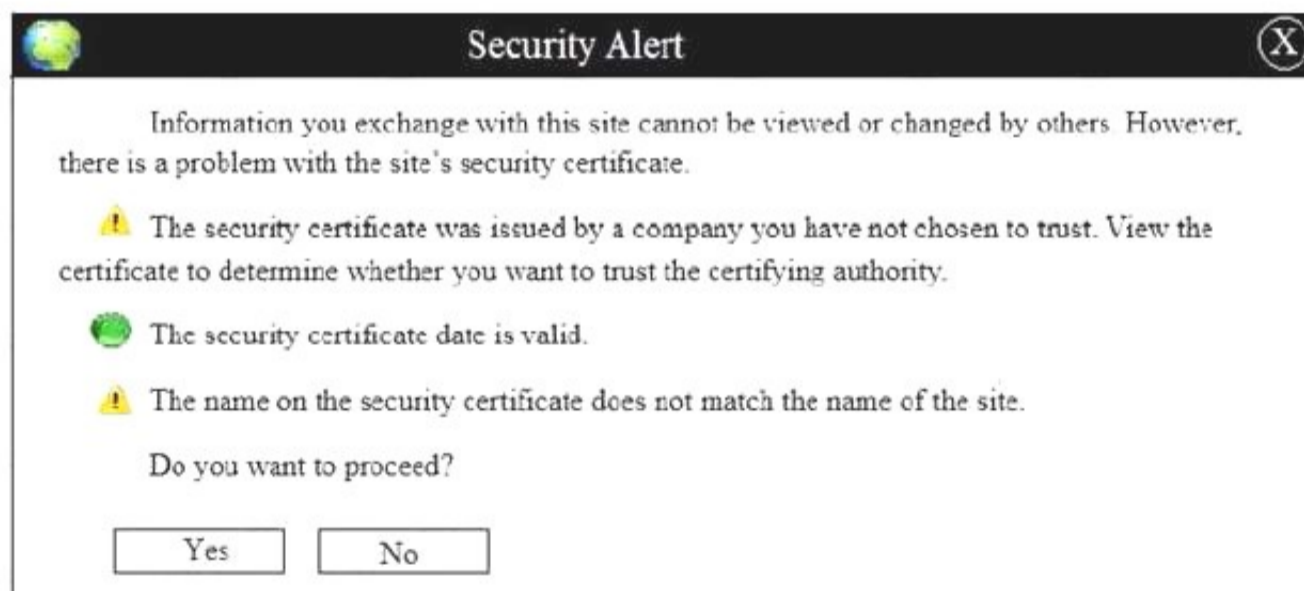 Security Alert
X
Information you exchange with this site cannot be viewed or changed by others. However,
there is a problem with the site's security certificate.
The security certificate was issued by a company you have not chosen to trust. View the
certificate to determine whether you want to trust the certifying authority.
The security certificate date is valid.
The name on the security certificate does not match the name of the site.
Do you want to proceed?
Yes No